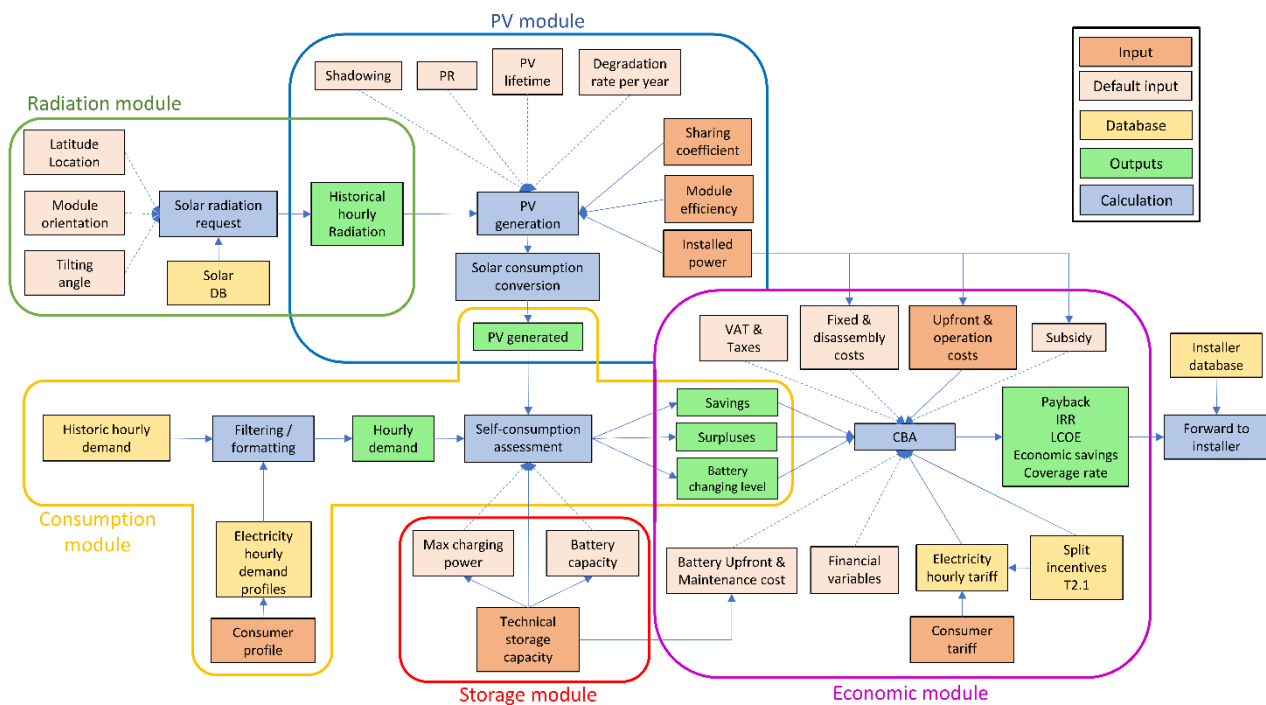 PV module
Shadowing
PR
PV
lifetime
Degradation
rate per year
Input
Default input
Database
Outputs
Calculation
Radiation module
Latitude
Location
Module
orientation
Tilting
angle
Solar radiation
request
Solar
DB
Historical
hourly
Radiation
PV
generation
Sharing
coefficient
Module
efficiency
Installed
power
Solar consumption
conversion
PV generated
VAT &
Taxes
Fixed &
disassembly
costs
Upfront &
operation
costs
Subsidy
Installer
database
Historic hourly
demand
Filtering /
formatting
Hourly
demand
Self-consumption
assessment
Savings
Surpluses
Battery
changing level
CBA
Payback
IRR
LCOE
Economic savings
Coverage rate
Forward to
installer
Consumption
module
Electricity
hourly
demand
profiles
Consumer
profile
Max charging
power
Battery
capacity
Technical
storage
capacity
Storage module
Battery Upfront &
Maintenance cost
Financial
variables
Electricity
hourly tariff
Split
incentives
T2.1
Consumer
tariff
Economic module